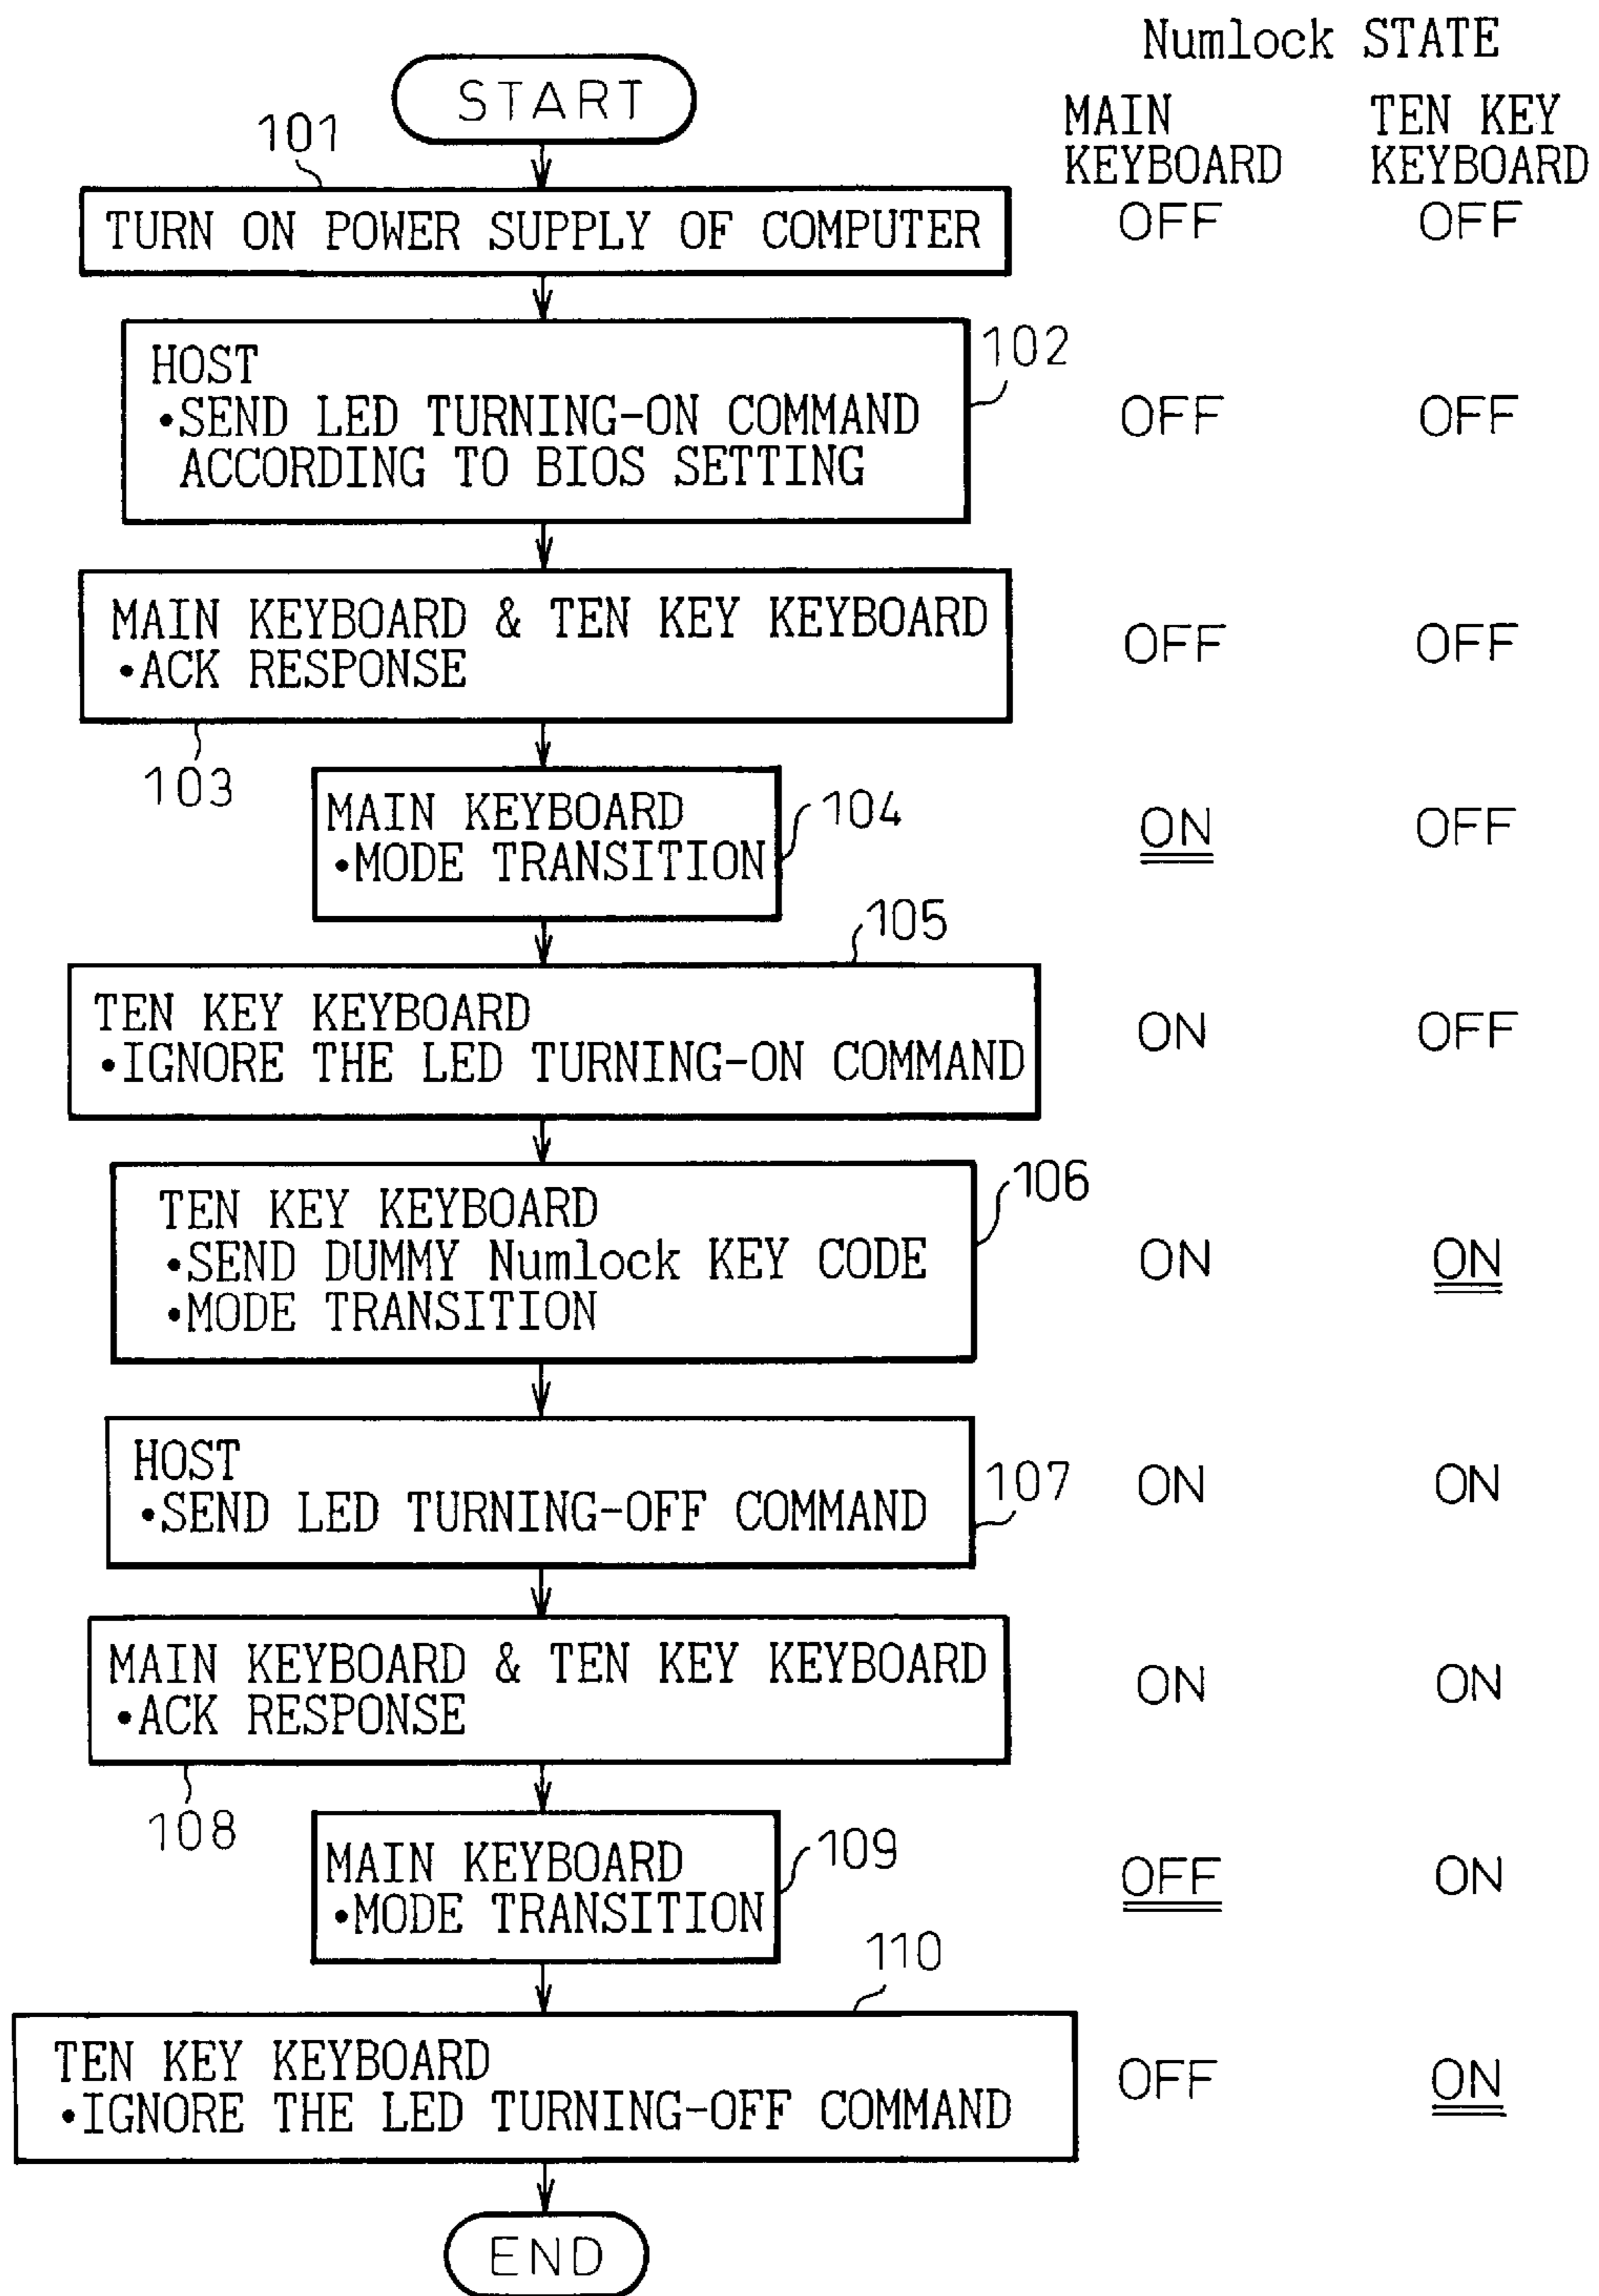 Numlock STATE
START
MAIN KEYBOARD
TEN KEY KEYBOARD
101
TURN ON POWER SUPPLY OF COMPUTER
OFF
OFF
HOST
•SEND LED TURNING-ON COMMAND
ACCORDING TO BIOS SETTING
102
OFF
OFF
MAIN KEYBOARD & TEN KEY KEYBOARD
•ACK RESPONSE
103
OFF
OFF
MAIN KEYBOARD
•MODE TRANSITION
104
ON
OFF
105
TEN KEY KEYBOARD
•IGNORE THE LED TURNING-ON COMMAND
ON
OFF
TEN KEY KEYBOARD
•SEND DUMMY Numlock KEY CODE
•MODE TRANSITION
106
ON
ON
HOST
•SEND LED TURNING-OFF COMMAND
107
ON
ON
MAIN KEYBOARD & TEN KEY KEYBOARD
•ACK RESPONSE
108
ON
ON
MAIN KEYBOARD
•MODE TRANSITION
109
OFF
ON
110
TEN KEY KEYBOARD
•IGNORE THE LED TURNING-OFF COMMAND
OFF
ON
END